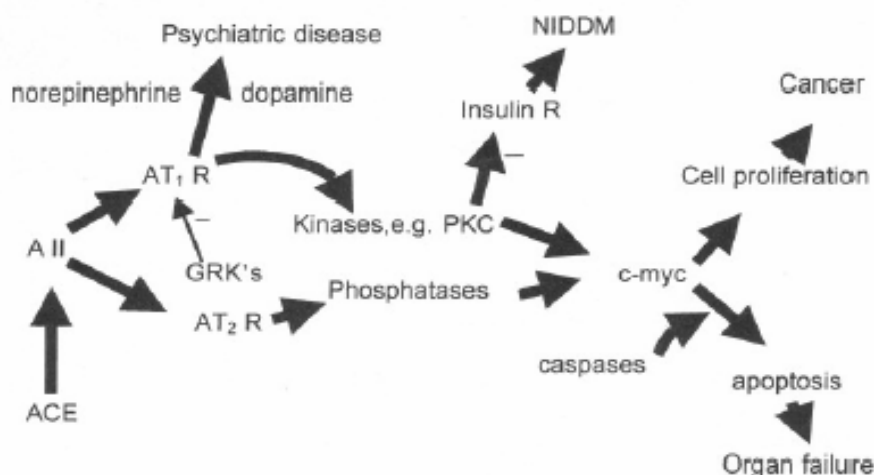 NIDDM
Psychiatric disease
norepinephrine dopamine
Insulin R
Cancer
AT₁ R
–
–
Cell proliferation
Kinases,e.g. PKC
A II
GRK's
Phosphatases
c-myc
AT₂ R
caspases
apoptosis
ACE
Organ failure